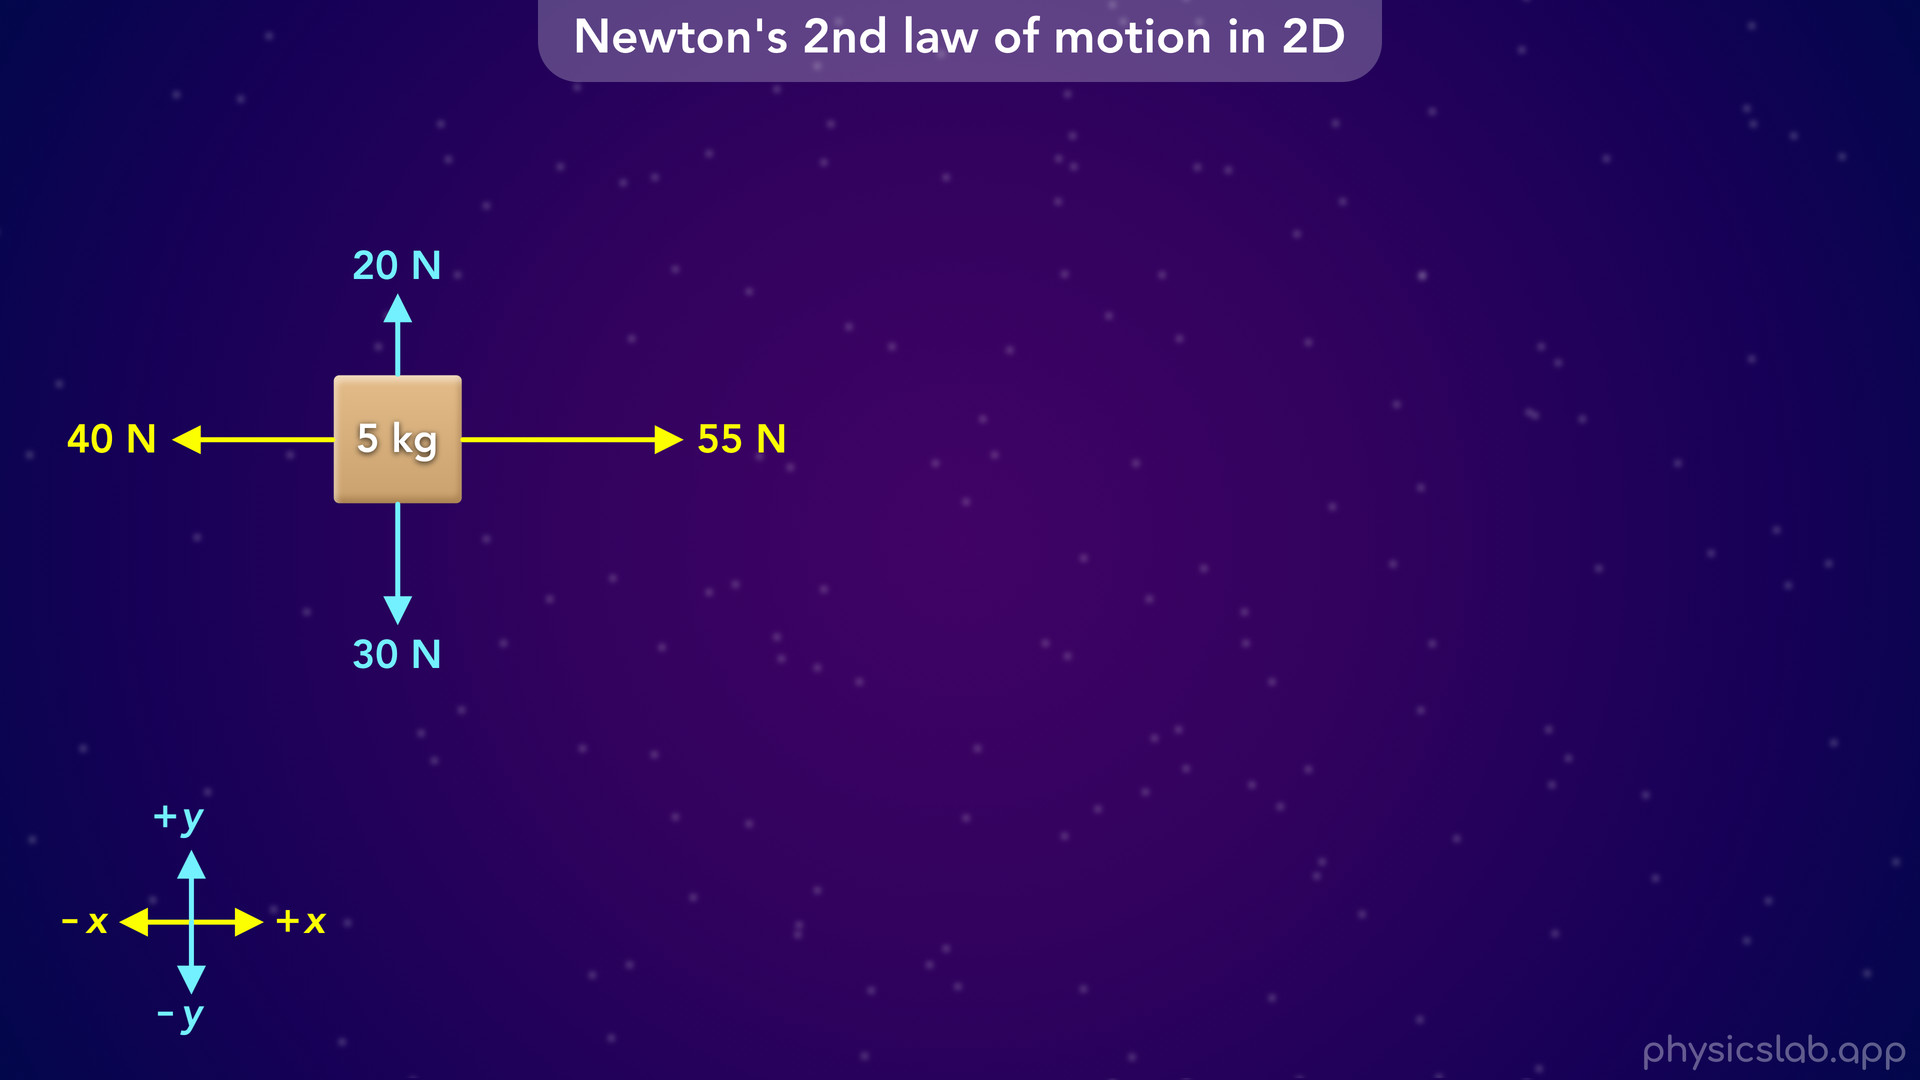 Newton's 2nd law of motion in 2D
20 N
40 N
5 kg
55 N
30 N
+y
-x
+x
-y
physicslab.app